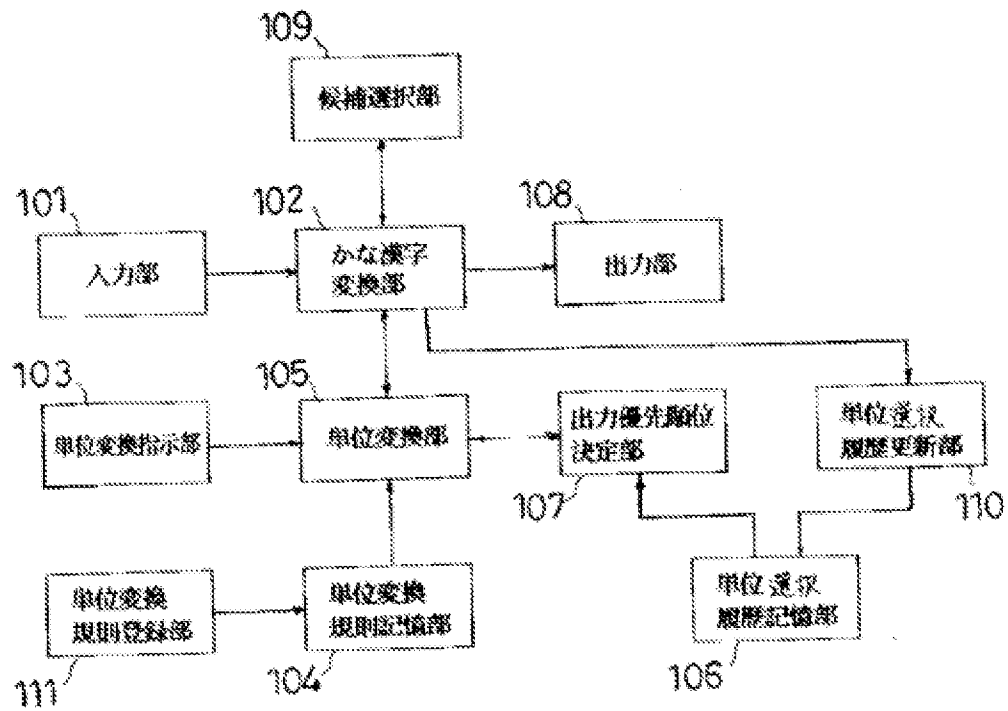 109
候補選択部
101
入力部
102
かな漢字
変換部
108
出力部
103
単位変換指示部
105
単位変換部
出力優先順位
決定部
107
単位選択
履歴更新部
110
単位変換
規則登録部
111
単位変換
規則記憶部
104
単位選択
履歴記憶部
106